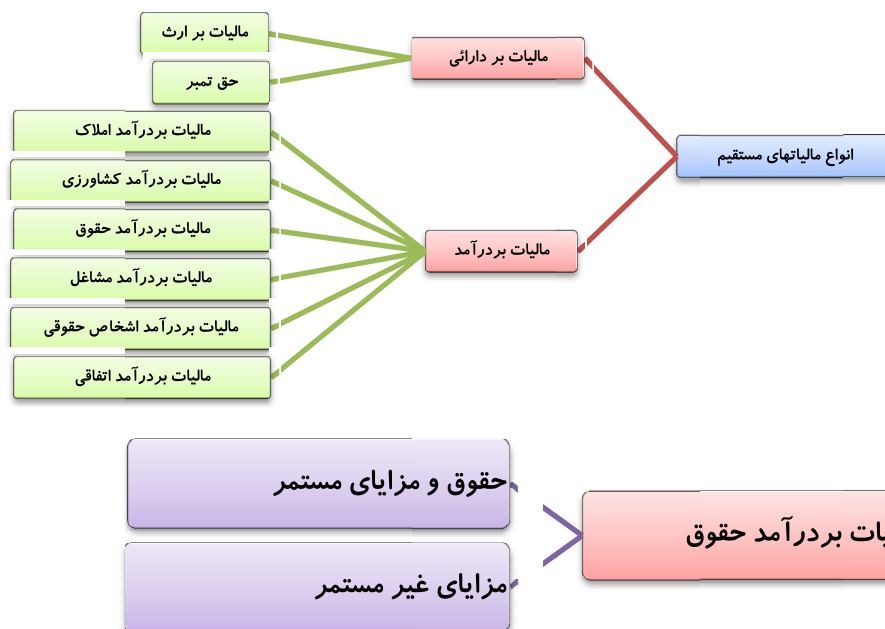 انواع مالیاتهای مستقیم
مالیات بر دارائی
مالیات بر ارث
حق تمبر
مالیات بردرآمد
مالیات بردرآمد املاک
مالیات بردرآمد کشاورزی
مالیات بردرآمد حقوق
مالیات بردرآمد مشاغل
مالیات بردرآمد اشخاص حقوقی
مالیات بردرآمد اتفاقی
بردرآمد حقوق
حقوق و مزایای مستمر
مزایای غیر مستمر